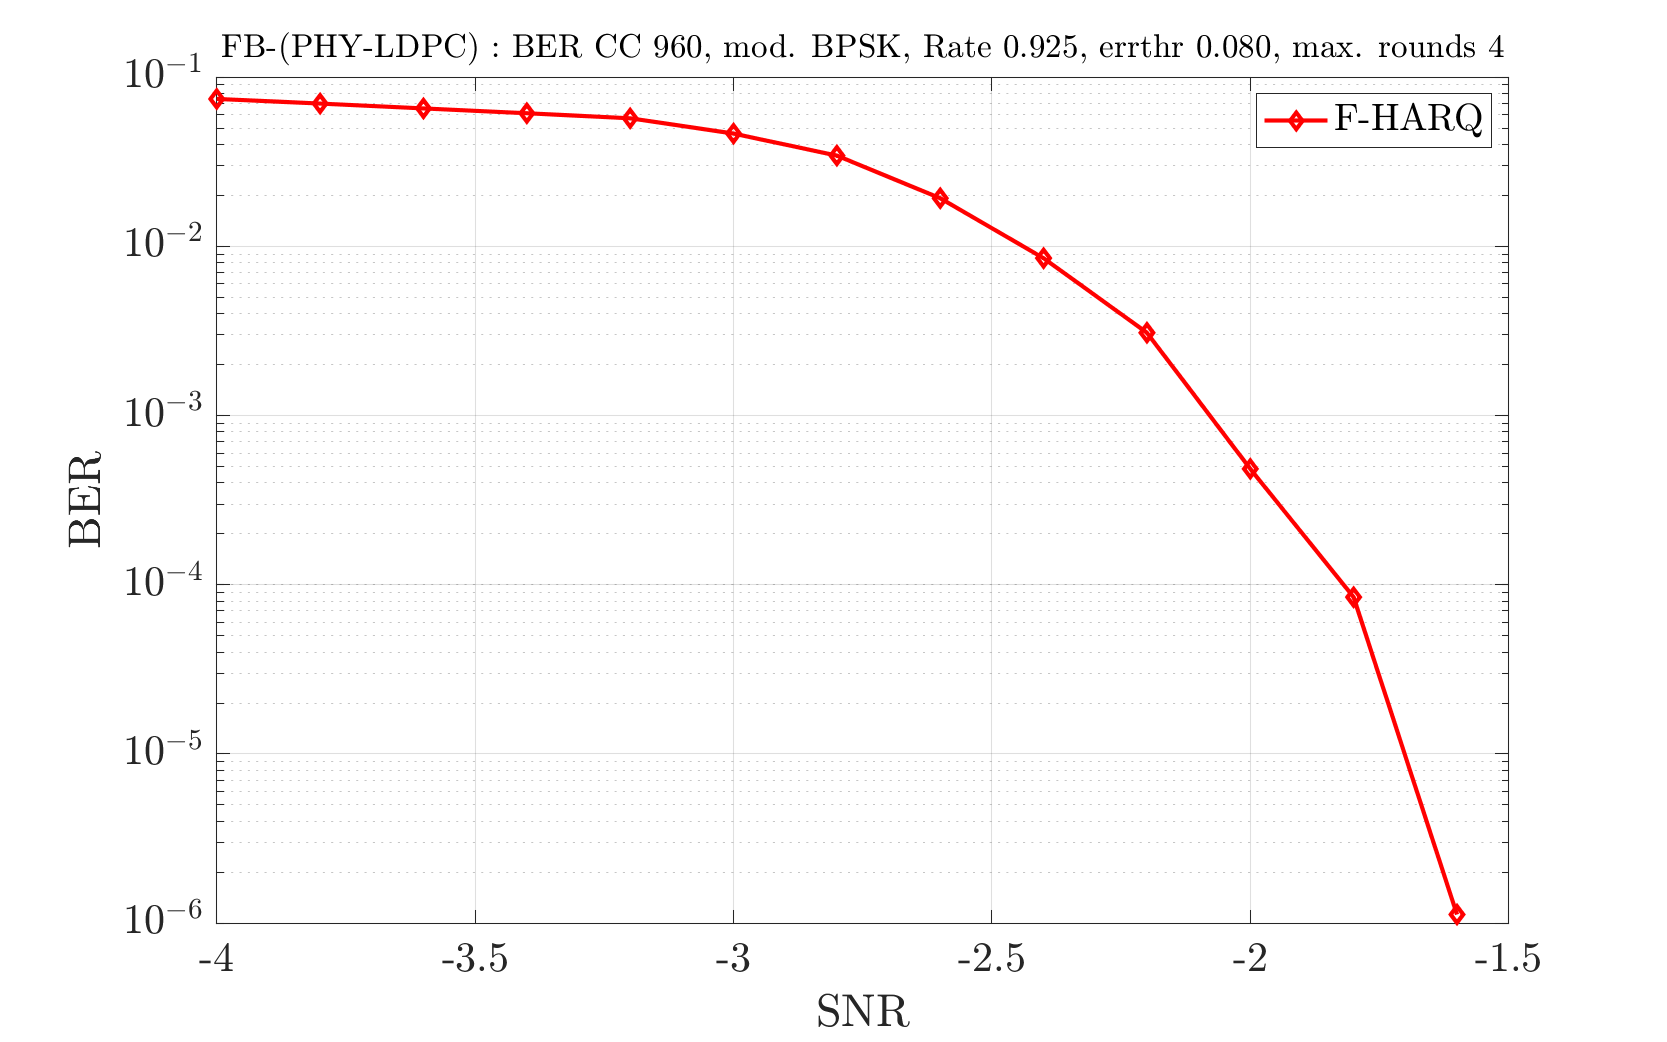 FB-(PHY-LDPC) : BER CC 960, mod. BPSK, Rate 0.925, errthr 0.080, max. rounds 4
F-HARQ
10⁻¹
10⁻²
10⁻³
10⁻⁴
10⁻⁵
10⁻⁶
BER
-4 -3.5 -3 -2.5 -2 -1.5
SNR